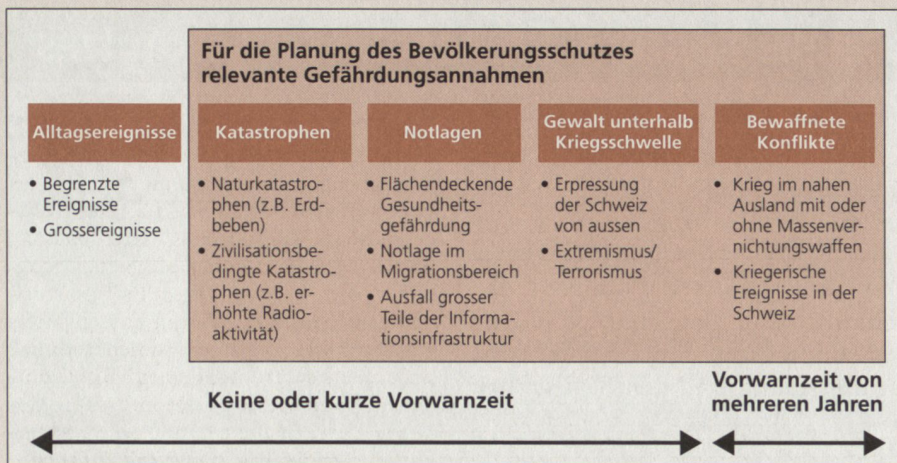 Für die Planung des Bevölkerungsschutzes
relevante Gefährdungsannahmen
Alltagsereignisse
• Begrenzte
Ereignisse
• Grossereignisse
Katastrophen
• Naturkatastro-
phen (z.B. Erd-
beben)
• Zivilisationsbe-
dingte Katastro-
phen (z.B. er-
höhte Radio-
aktivität)
Notlagen
• Flächendeckende
Gesundheits-
gefährdung
• Notlage im
Migrationsbereich
• Ausfall grosser
Teile der Informa-
tionsinfrastruktur
Gewalt unterhalb
Kriegsschwelle
• Erpressung
der Schweiz
von aussen
• Extremismus/
Terrorismus
Bewaffnete
Konflikte
• Krieg im nahen
Ausland mit oder
ohne Massenver-
nichtungswaffen
• Kriegerische
Ereignisse in der
Schweiz
Keine oder kurze Vorwarnzeit
Vorwarnzeit von
mehreren Jahren